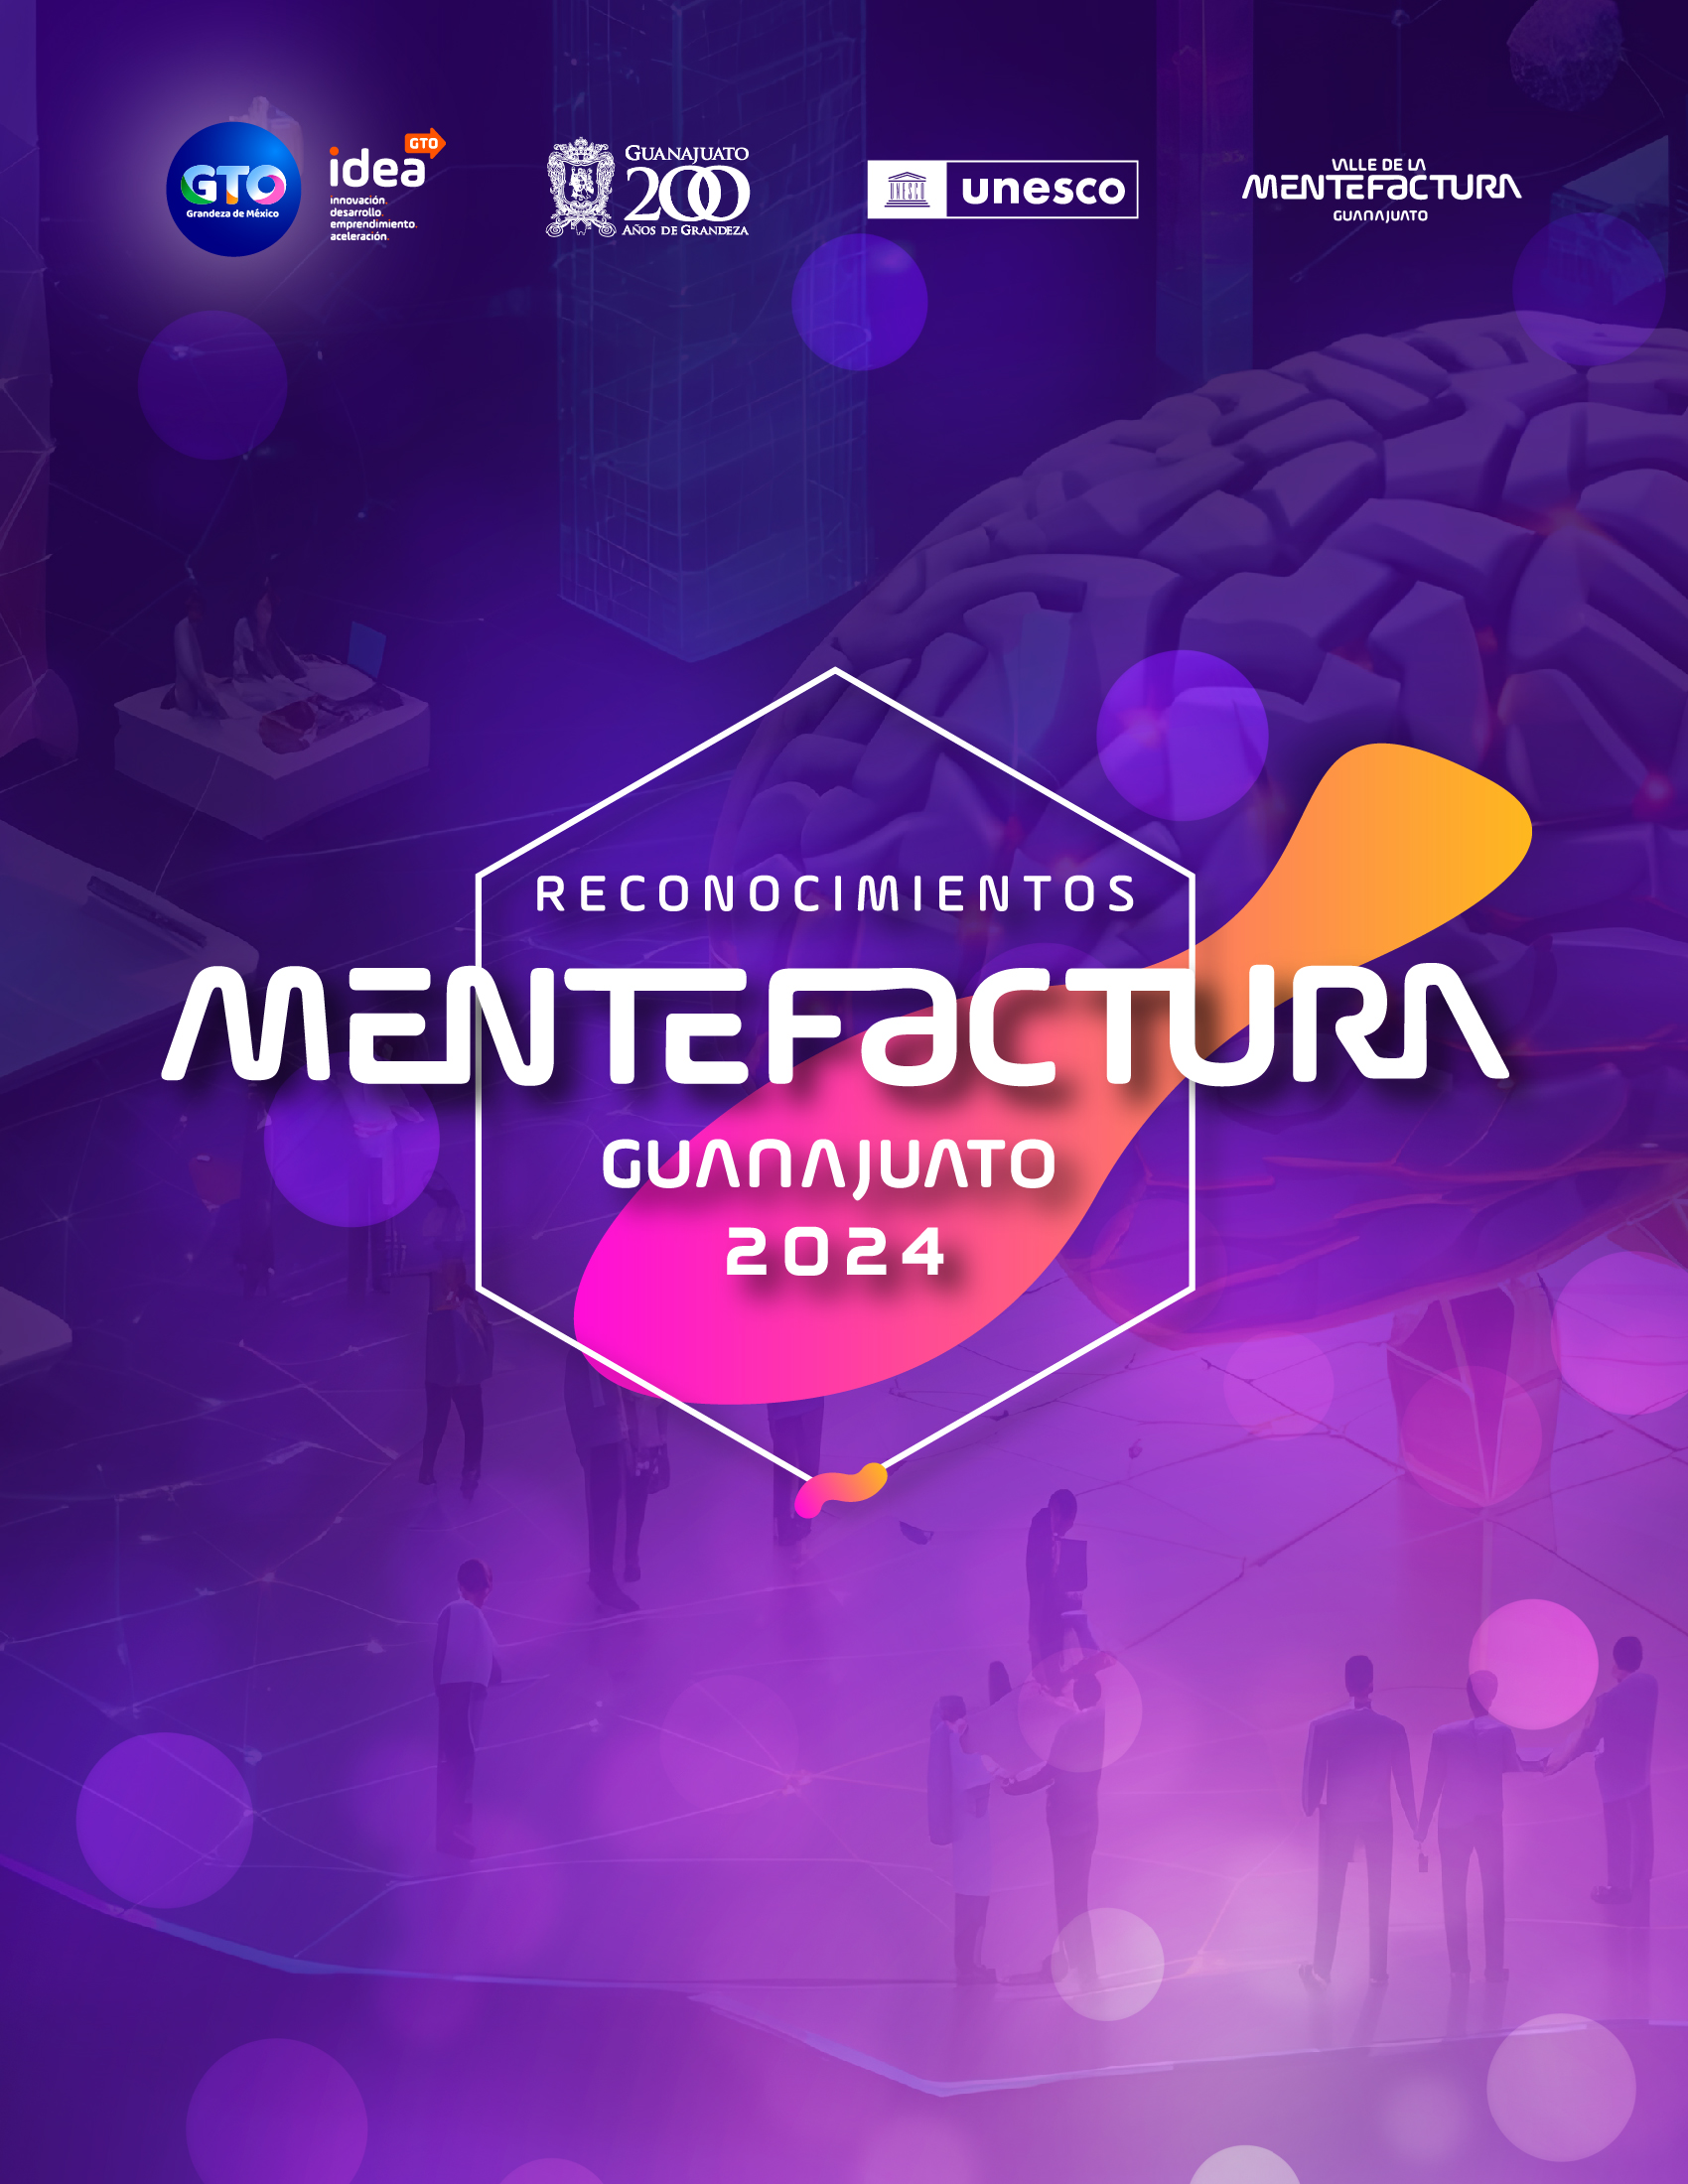 GTO
Grandeza de México
idea GTO
innovación.
desarrollo.
emprendimiento.
aceleración.
GUANAJUATO
200
AÑOS DE GRANDEZA
UNESCO
unesco
VALLE DE LA
MENTEFACTURA
GUANAJUATO
RECONOCIMIENTOS
MENTEFACTURA
GUANAJUATO
2024